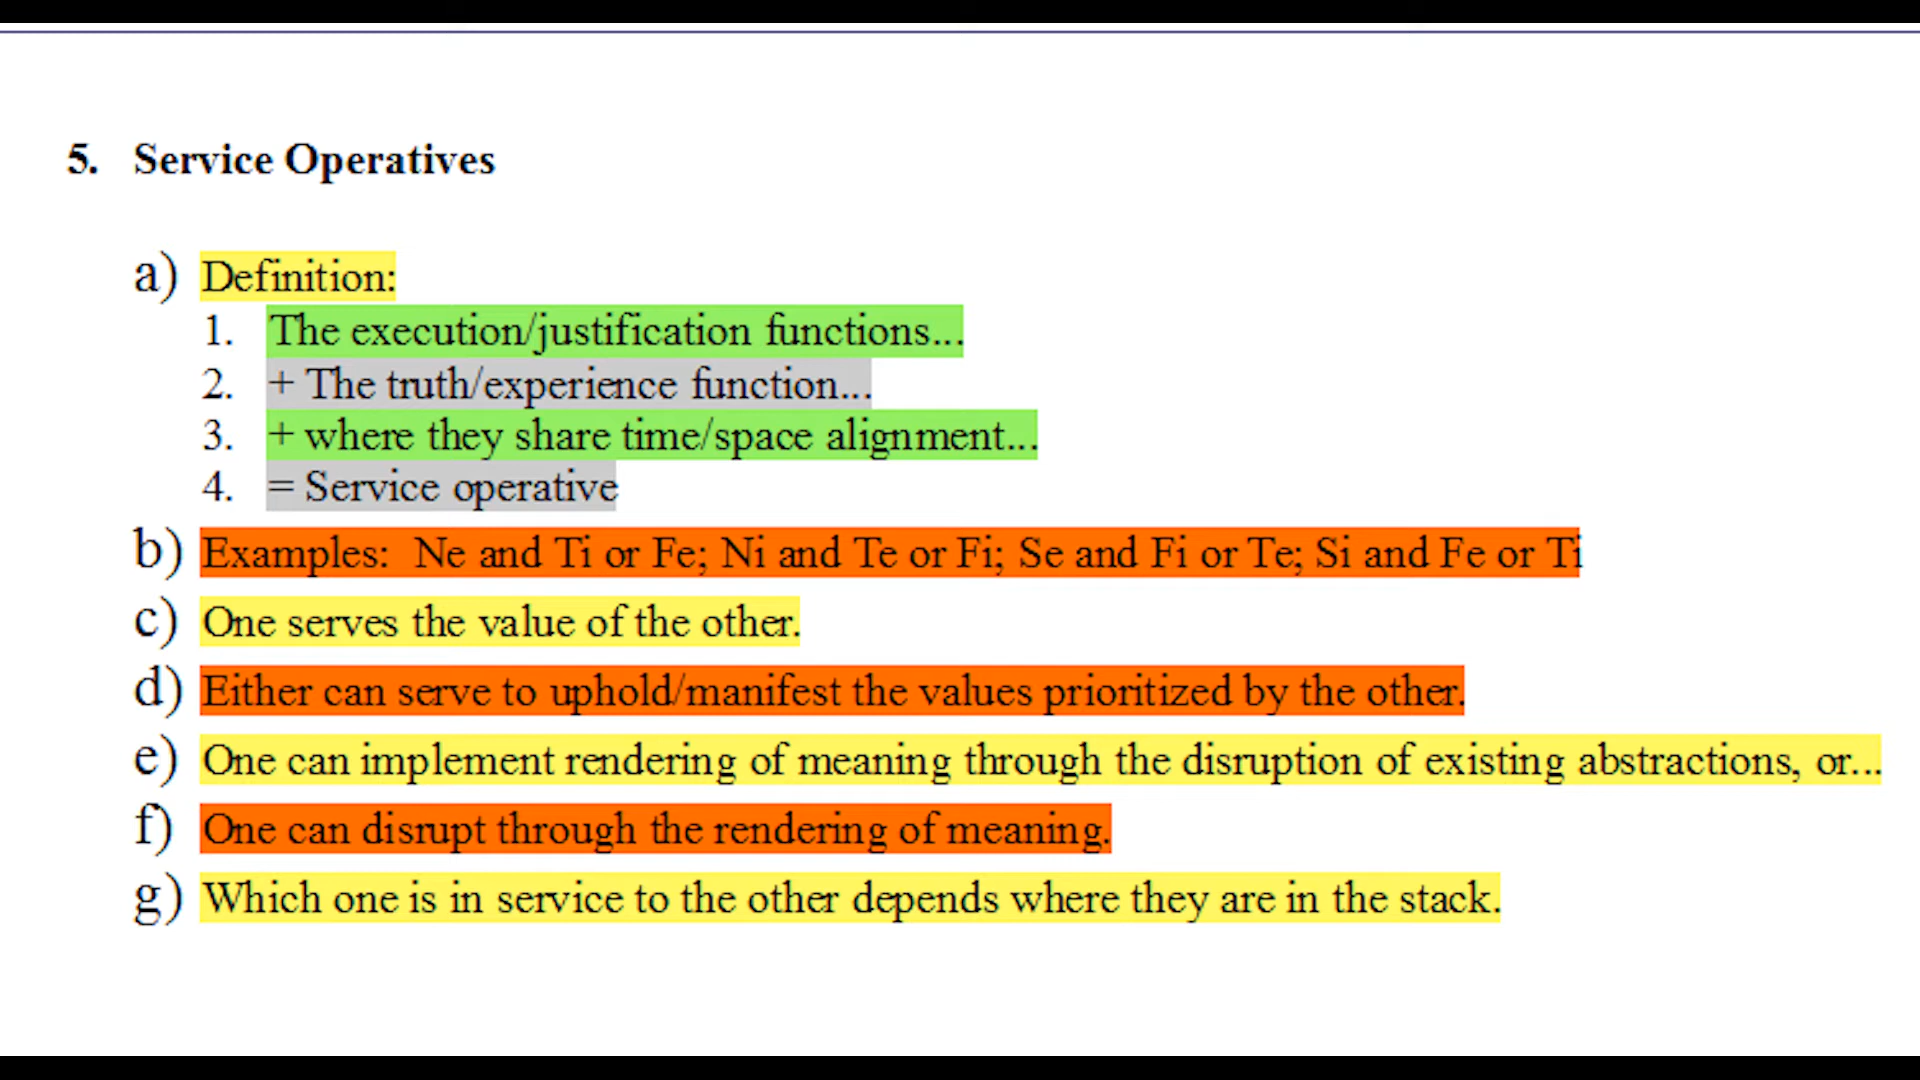 5. Service Operatives
a) Definition:
1. The execution/justification functions...
2. + The truth/experience function...
3. + where they share time/space alignment...
4. = Service operative
b) Examples: Ne and Ti or Fe; Ni and Te or Fi; Se and Fi or Te; Si and Fe or Ti
c) One serves the value of the other.
d) Either can serve to uphold/manifest the values prioritized by the other.
e) One can implement rendering of meaning through the disruption of existing abstractions, or...
f) One can disrupt through the rendering of meaning.
g) Which one is in service to the other depends where they are in the stack.